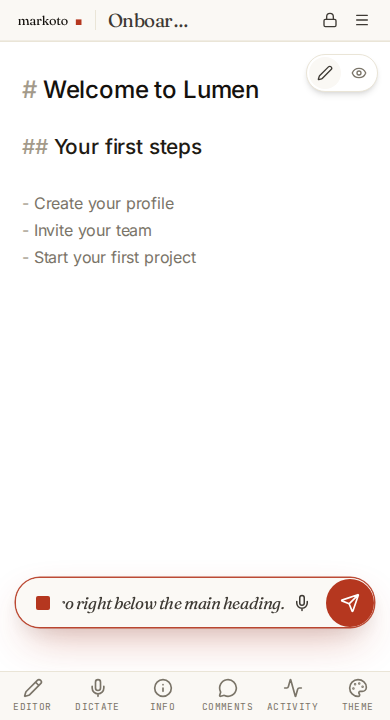 markoto
Onboar...
# Welcome to Lumen
## Your first steps
- Create your profile
- Invite your team
- Start your first project
right below the main heading.
EDITOR
DICTATE
INFO
COMMENTS
ACTIVITY
THEME